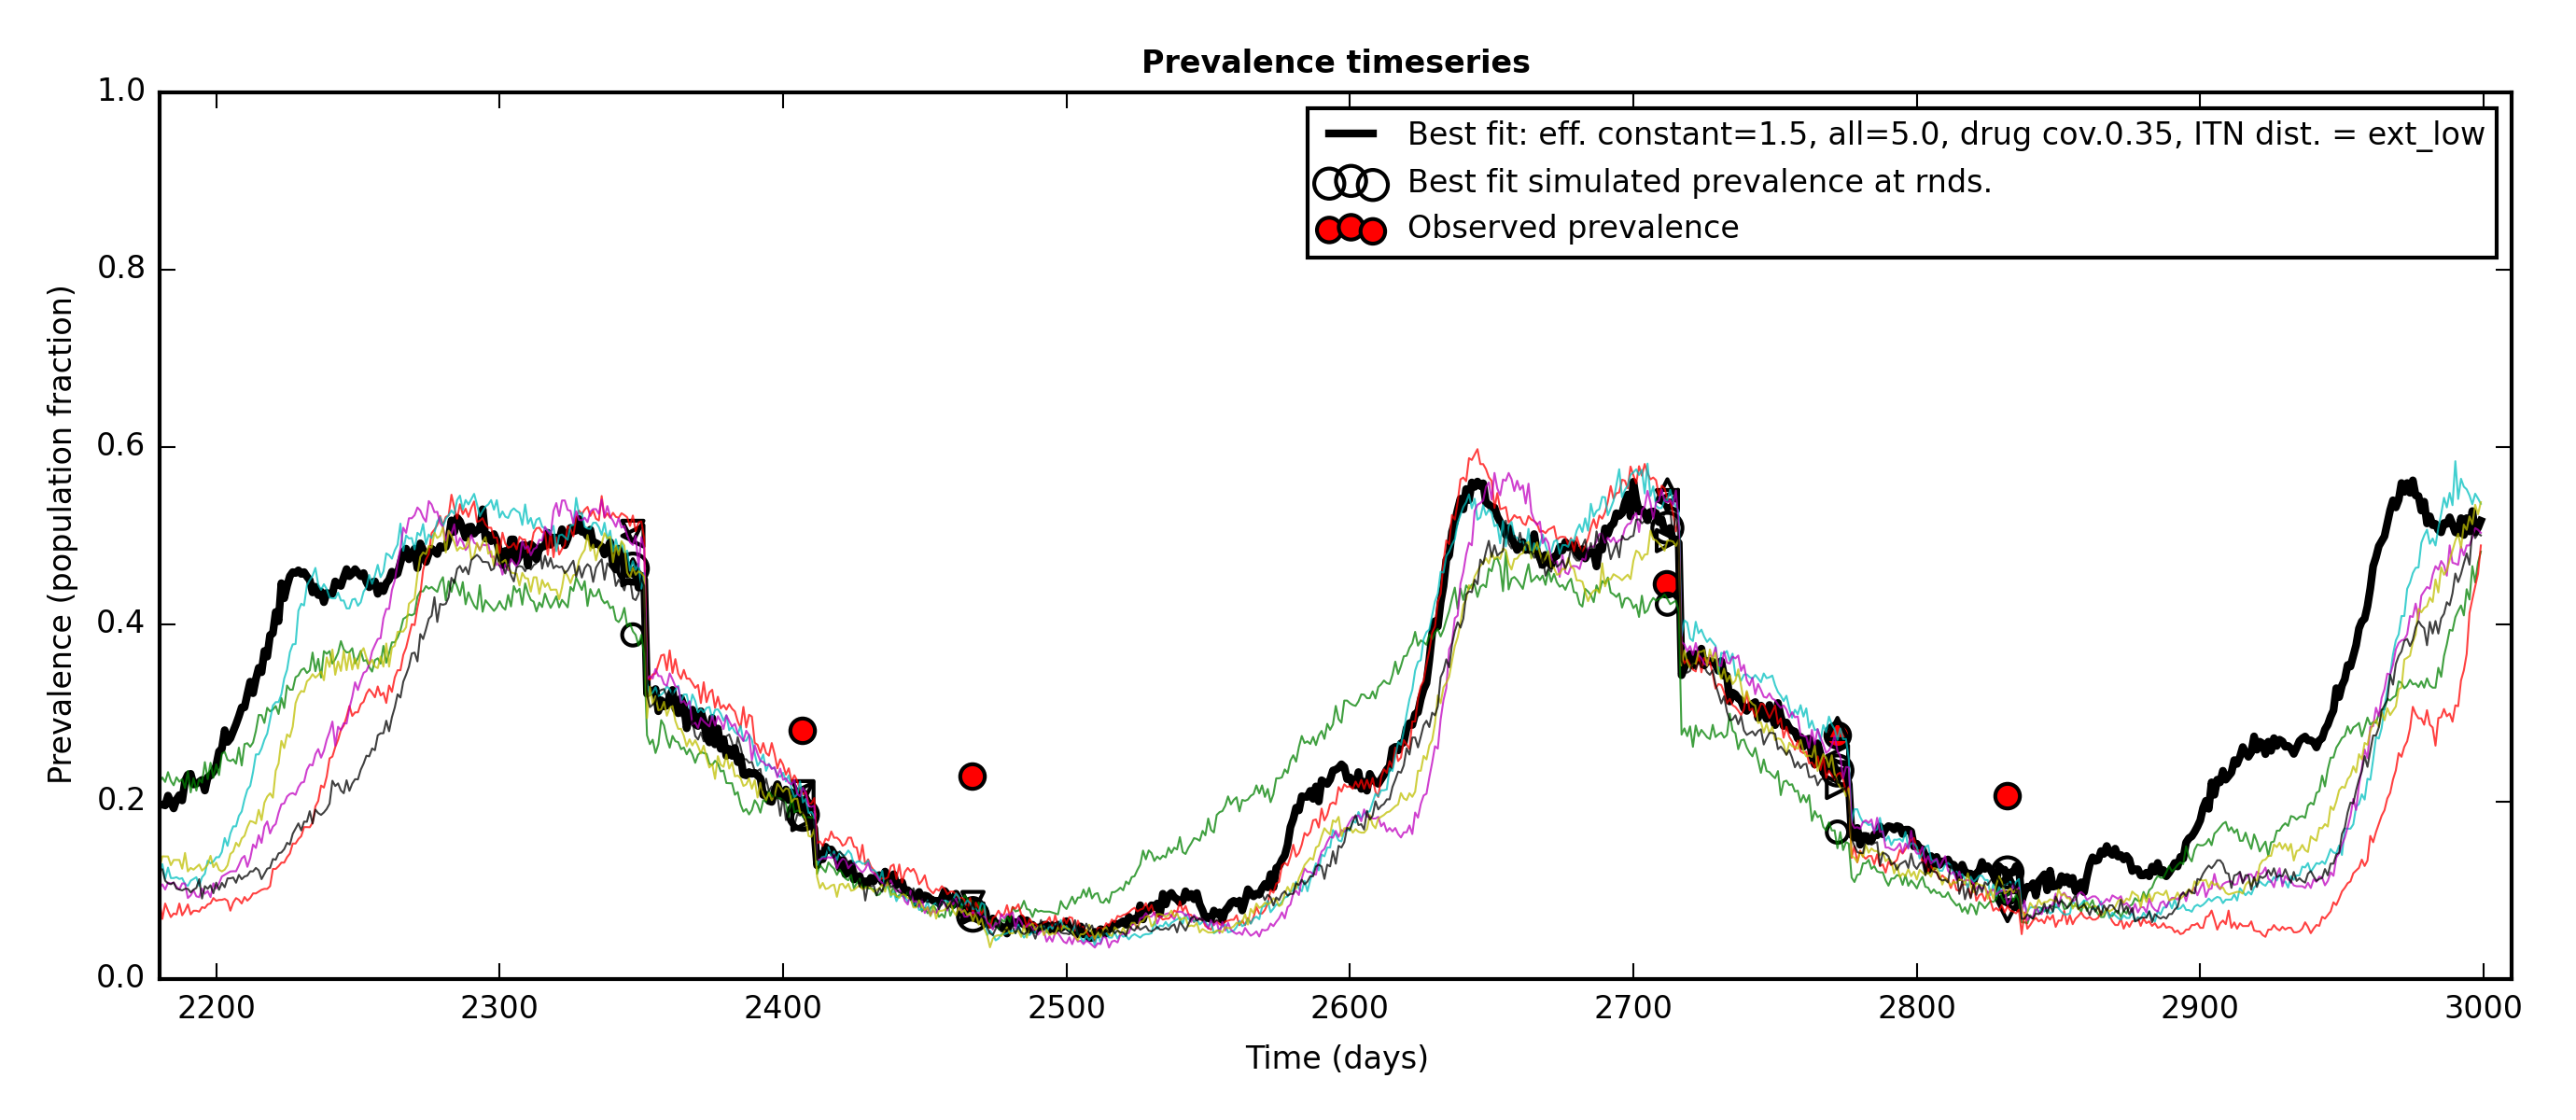 Prevalence timeseries
Best fit: eff. constant=1.5, all=5.0, drug cov.0.35, ITN dist. = ext_low
Best fit simulated prevalence at rnds.
Observed prevalence
Prevalence (population fraction)
1.0
0.8
0.6
0.4
0.2
0.0
2200 2300 2400 2500 2600 2700 2800 2900 3000
Time (days)